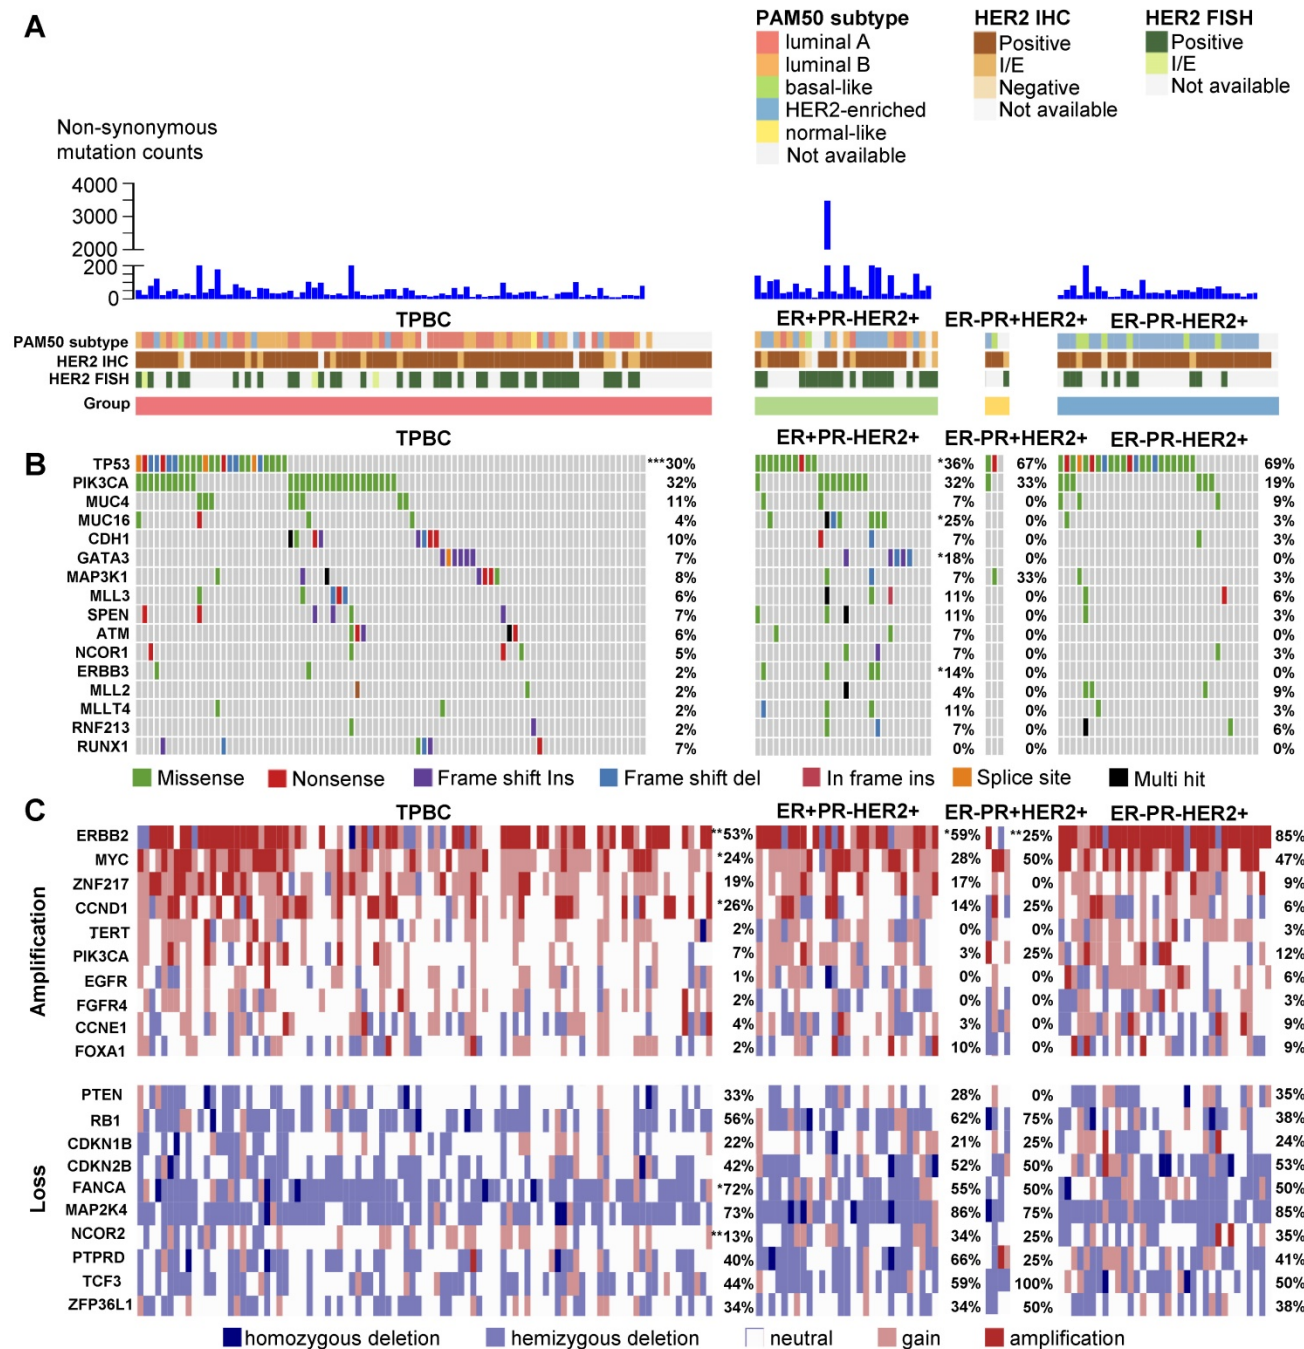 A
PAM50 subtype
luminal A
luminal B
basal-like
HER2-enriched
normal-like
Not available
HER2 IHC
Positive
I/E
Negative
Not available
HER2 FISH
Positive
I/E
Not available
Non-synonymous
mutation counts
4000
3000
2000
200
0
TPBC ER+PR-HER2+ ER-PR+HER2+ ER-PR-HER2+
PAM50 subtype
HER2 IHC
HER2 FISH
Group
B
TPBC ER+PR-HER2+ ER-PR+HER2+ ER-PR-HER2+
TP53 ***30% *36% 67% 69%
PIK3CA 32% 32% 33% 19%
MUC4 11% 7% 0% 9%
MUC16 4% *25% 0% 3%
CDH1 10% 7% 0% 3%
GATA3 7% *18% 0% 0%
MAP3K1 8% 7% 33% 3%
MLL3 6% 11% 0% 6%
SPEN 7% 11% 0% 3%
ATM 6% 7% 0% 0%
NCOR1 5% 7% 0% 3%
ERBB3 2% *14% 0% 0%
MLL2 2% 4% 0% 9%
MLLT4 2% 11% 0% 3%
RNF213 2% 7% 0% 6%
RUNX1 7% 0% 0% 0%
Missense Nonsense Frame shift Ins Frame shift del In frame ins Splice site Multi hit
C
TPBC ER+PR-HER2+ ER-PR+HER2+ ER-PR-HER2+
Amplification
ERBB2 **53% *59% **25% 85%
MYC *24% 28% 50% 47%
ZNF217 19% 17% 0% 9%
CCND1 *26% 14% 25% 6%
TERT 2% 0% 0% 3%
PIK3CA 7% 3% 25% 12%
EGFR 1% 0% 0% 6%
FGFR4 2% 0% 0% 3%
CCNE1 4% 3% 0% 9%
FOXA1 2% 10% 0% 9%
Loss
PTEN 33% 28% 0% 35%
RB1 56% 62% 75% 38%
CDKN1B 22% 21% 25% 24%
CDKN2B 42% 52% 50% 53%
FANCA *72% 55% 50% 50%
MAP2K4 73% 86% 75% 85%
NCOR2 **13% 34% 25% 35%
PTPRD 40% 66% 25% 41%
TCF3 44% 59% 100% 50%
ZFP36L1 34% 34% 50% 38%
homozygous deletion hemizygous deletion neutral gain amplification